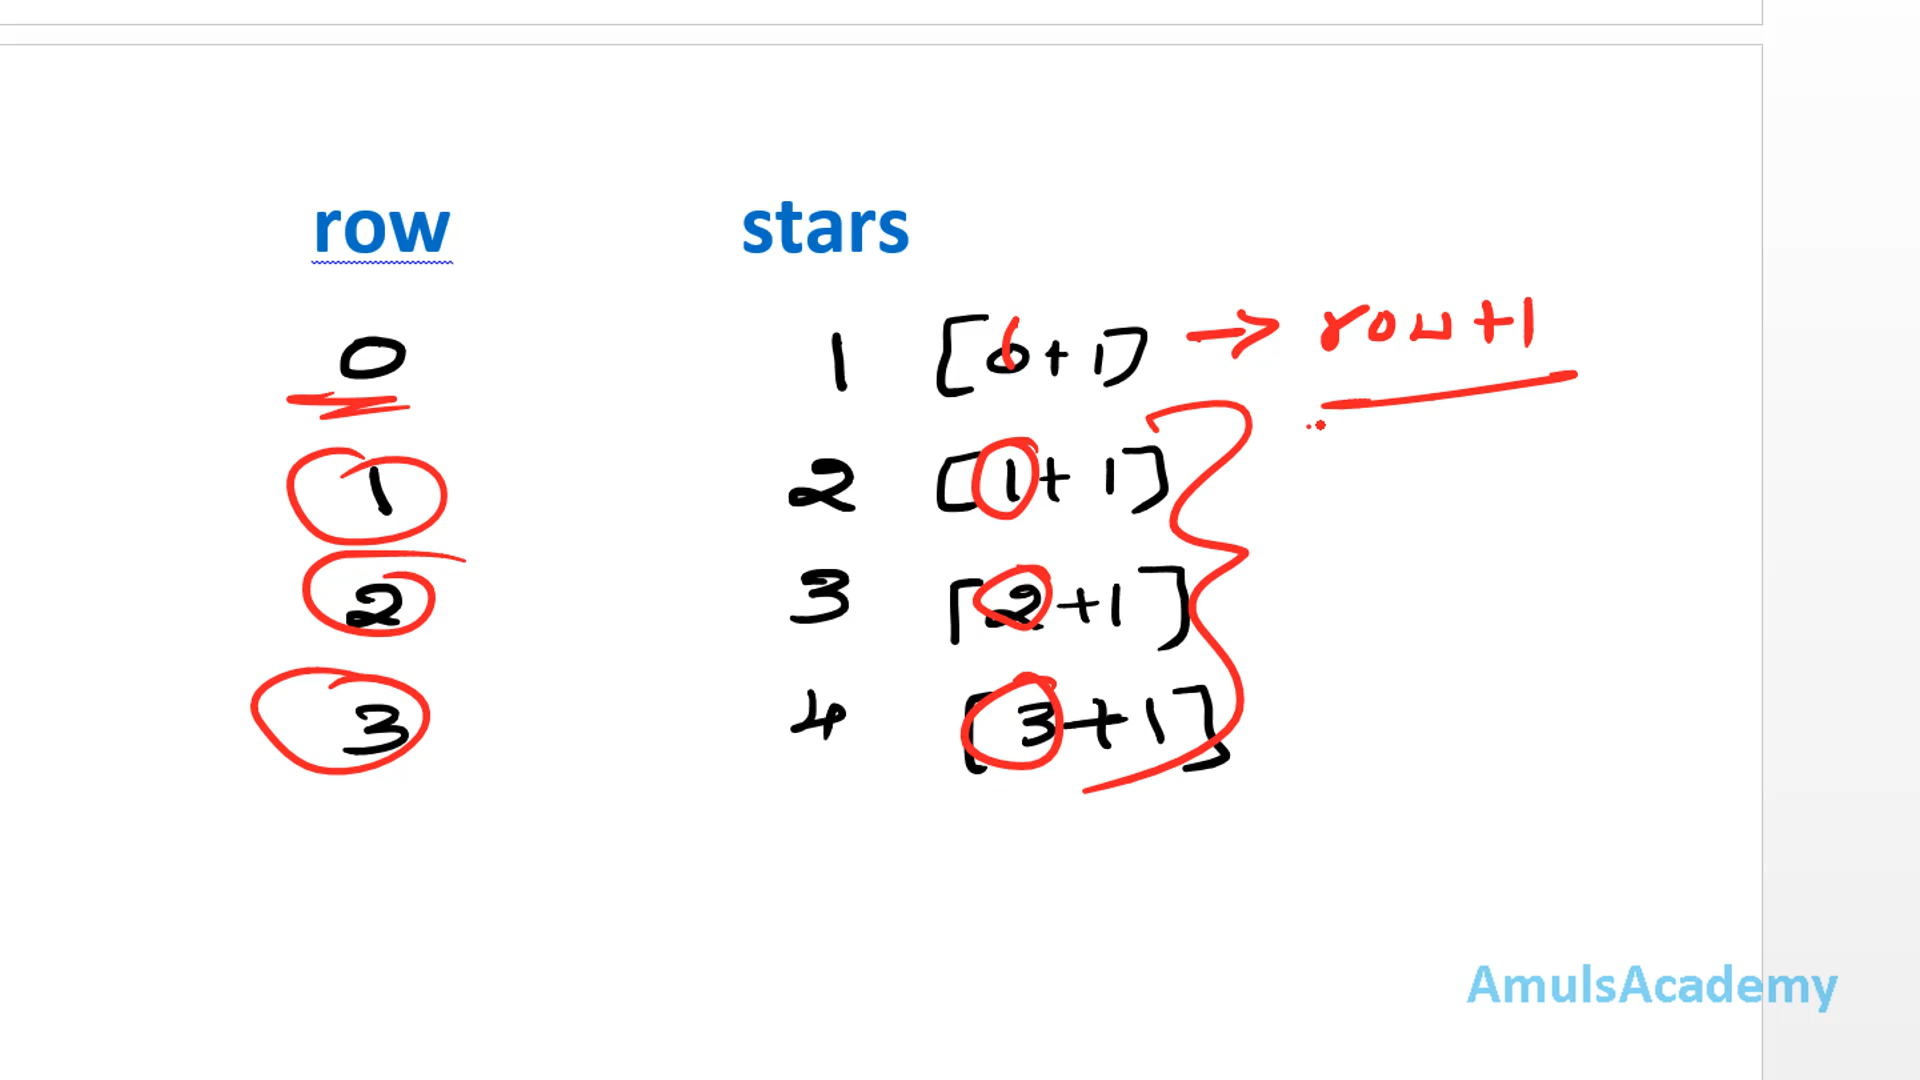 row stars
0 1 [0+1] → row+1
1 2 [1+1]
2 3 [2+1]
3 4 [3+1]
AmulsAcademy